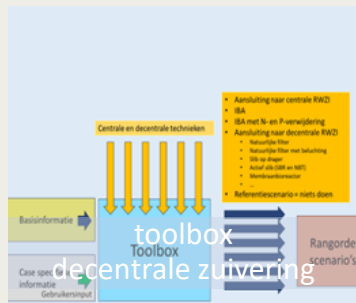 Centrale en decentrale technieken
• Aansluiting naar centrale RWZI
• IBA
• IBA met N- en P-verwijdering
• Aansluiting naar decentrale RWZI
• Natuurlijke filter
• Natuurlijke filter met beluchting
• Slib op drager
• Actief slib (SBR en NBT)
• Membraanbioreactor
• ...
• Referentiescenario = niets doen
Basisinformatie
Toolbox
Case specifieke
informatie
Gebruikersinput
Rangorde
scenario's
toolbox
decentrale zuivering